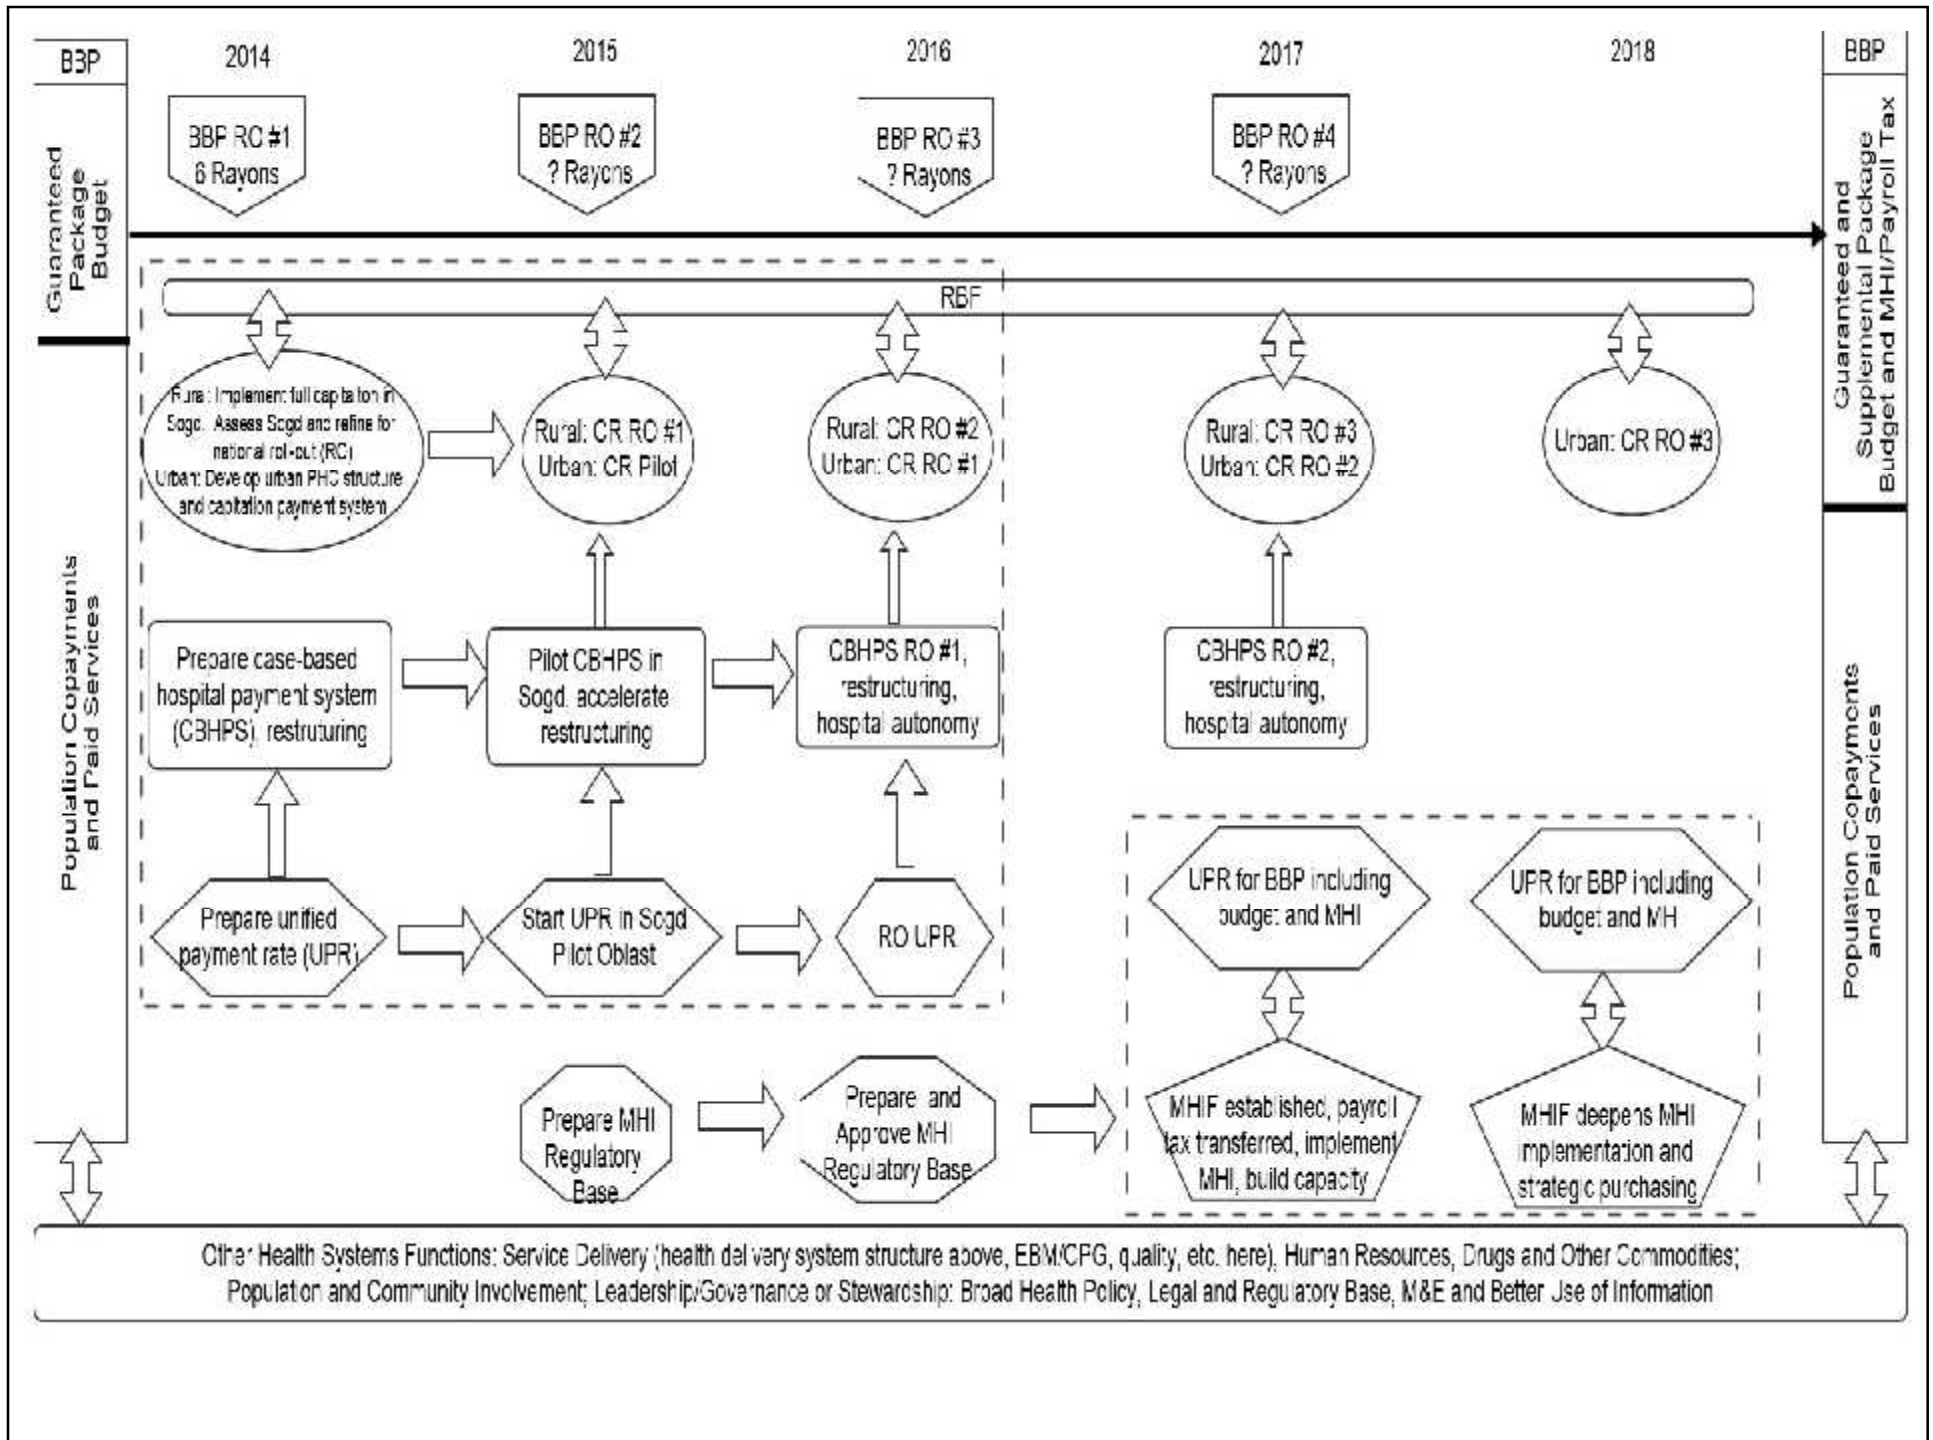 BBP
2014
2015
2016
2017
2018
BBP
BBP RO #1
6 Rayons
BBP RO #2
? Rayons
BBP RO #3
? Rayons
BBP RO #4
? Rayons
Guaranteed
Package
Budget
Guaranteed and
Supplemental Package
Budget and MHI/Payroll Tax
RBF
Rural: Implement full capitation in
Sogd. Assess Sogd and refine for
national roll-out (RO)
Urban: Develop urban PHC structure
and capitation payment system
Rural: CR RO #1
Urban: CR Pilot
Rural: CR RO #2
Urban: CR RO #1
Rural: CR RO #3
Urban: CR RO #2
Urban: CR RO #3
Population Copayments
and Paid Services
Population Copayments
and Paid Services
Prepare case-based
hospital payment system
(CBHPS), restruturing
Pilot CBHPS in
Sogd, accelerate
restructuring
CBHPS RO #1,
restructuring,
hospital autonomy
CBHPS RO #2,
restructuring,
hospital autonomy
Prepare unified
payment rate (UPR)
Start UPR in Sogd
Pilot Oblast
RO UPR
UPR for BBP including
budget and MHI
UPR for BBP including
budget and MH
Prepare MHI
Regulatory
Base
Prepare and
Approve MHI
Regulatory Base
MHIF established, payroll
tax transferred, implement
MHI, build capacity
MHIF deepens MHI
implementation and
strategic purchasing
Other Health Systems Functions: Service Delivery (health delivery system structure above, EBM/CPG, quality, etc. here), Human Resources, Drugs and Other Commodities;
Population and Community Involvement; Leadership/Governance or Stewardship: Broad Health Policy, Legal and Regulatory Base, M&E and Better Use of Information